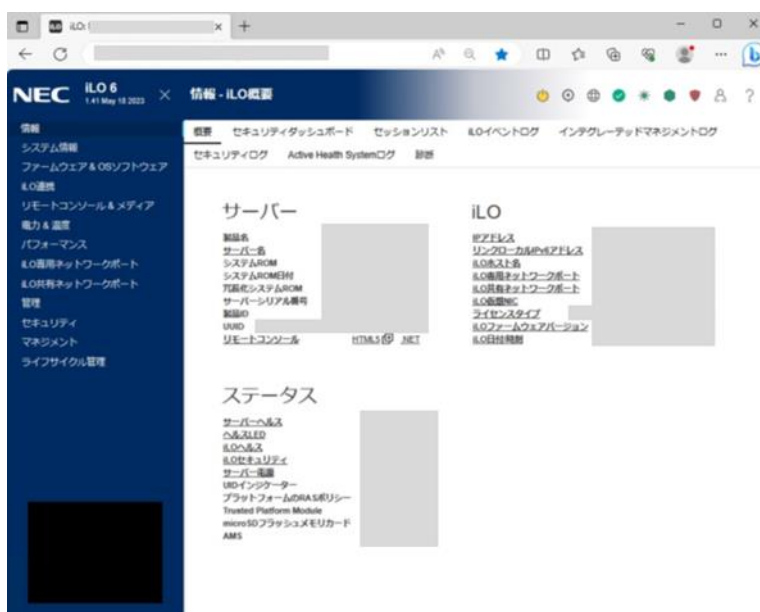 iLO:
NEC iLO 6
1.41 May 18 2023
情報 - iLO概要
情報
システム情報
ファームウェア & OSソフトウェア
iLO連携
リモートコンソール & メディア
電力 & 温度
パフォーマンス
iLO専用ネットワークポート
iLO共有ネットワークポート
管理
セキュリティ
マネジメント
ライフサイクル管理
概要 セキュリティダッシュボード セッションリスト iLOイベントログ インテグレーテッドマネジメントログ
セキュリティログ Active Health Systemログ 診断
サーバー
製品名
サーバー名
システムROM
システムROM日付
冗長化システムROM
サーバーシリアル番号
製品ID
UUID
リモートコンソール HTML5 .NET
iLO
IPアドレス
リンクローカルIPv6アドレス
iLOホスト名
iLO専用ネットワークポート
iLO共有ネットワークポート
iLO仮想NIC
ライセンスタイプ
iLOファームウェアバージョン
iLO日付/時刻
ステータス
サーバーヘルス
ヘルスLED
iLOヘルス
iLOセキュリティ
サーバー電源
UIDインジケーター
プラットフォームのRASポリシー
Trusted Platform Module
microSDフラッシュメモリカード
AMS